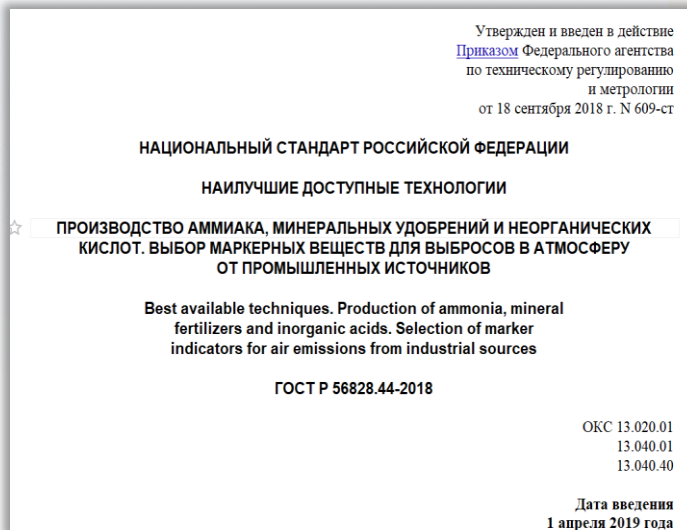 Утвержден и введен в действие
Приказом Федерального агентства
по техническому регулированию
и метрологии
от 18 сентября 2018 г. N 609-ст
НАЦИОНАЛЬНЫЙ СТАНДАРТ РОССИЙСКОЙ ФЕДЕРАЦИИ
НАИЛУЧШИЕ ДОСТУПНЫЕ ТЕХНОЛОГИИ
ПРОИЗВОДСТВО АММИАКА, МИНЕРАЛЬНЫХ УДОБРЕНИЙ И НЕОРГАНИЧЕСКИХ
КИСЛОТ. ВЫБОР МАРКЕРНЫХ ВЕЩЕСТВ ДЛЯ ВЫБРОСОВ В АТМОСФЕРУ
ОТ ПРОМЫШЛЕННЫХ ИСТОЧНИКОВ
Best available techniques. Production of ammonia, mineral
fertilizers and inorganic acids. Selection of marker
indicators for air emissions from industrial sources
ГОСТ Р 56828.44-2018
ОКС 13.020.01
13.040.01
13.040.40
Дата введения
1 апреля 2019 года